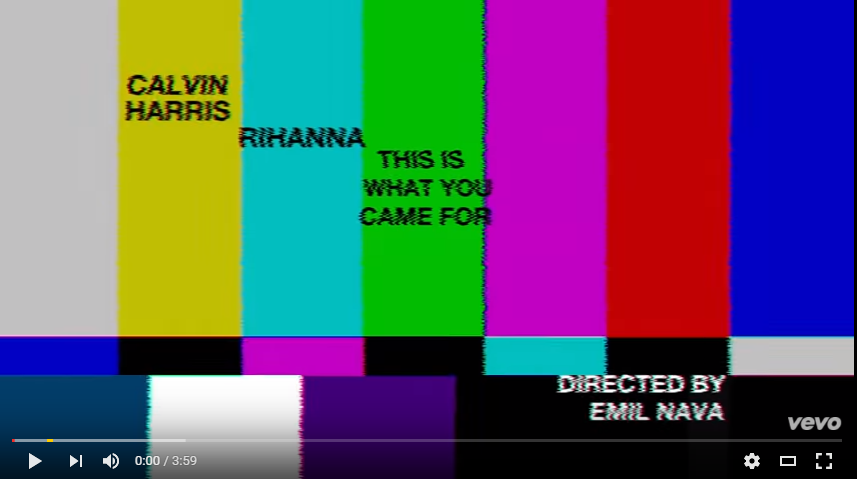 CALVIN
HARRIS
RIHANNA
THIS IS
WHAT YOU
CAME FOR
DIRECTED BY
EMIL NAVA
vevo
0:00 / 3:59